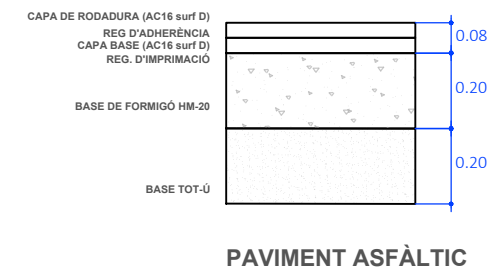 CAPA DE RODADURA (AC16 surf D)
REG D'ADHERÈNCIA
CAPA BASE (AC16 surf D)
REG. D'IMPRIMACIÓ
0.08
0.20
BASE DE FORMIGÓ HM-20
0.20
BASE TOT-Ú
PAVIMENT ASFÀLTIC